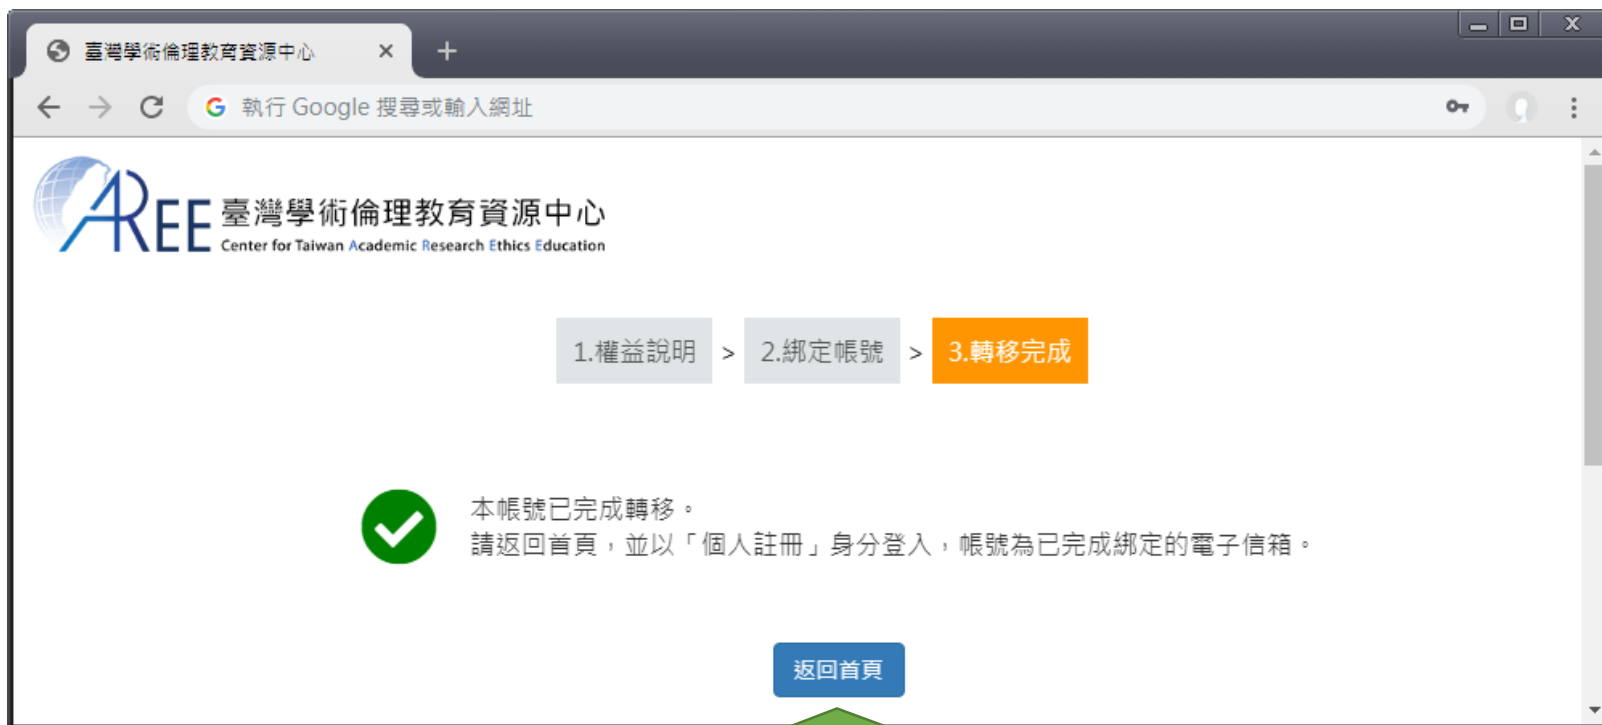 臺灣學術倫理教育資源中心
執行 Google 搜尋或輸入網址
AREE 臺灣學術倫理教育資源中心
Center for Taiwan Academic Research Ethics Education
1.權益說明 > 2.綁定帳號 > 3.轉移完成
本帳號已完成轉移。
請返回首頁，並以「個人註冊」身分登入，帳號為已完成綁定的電子信箱。
返回首頁